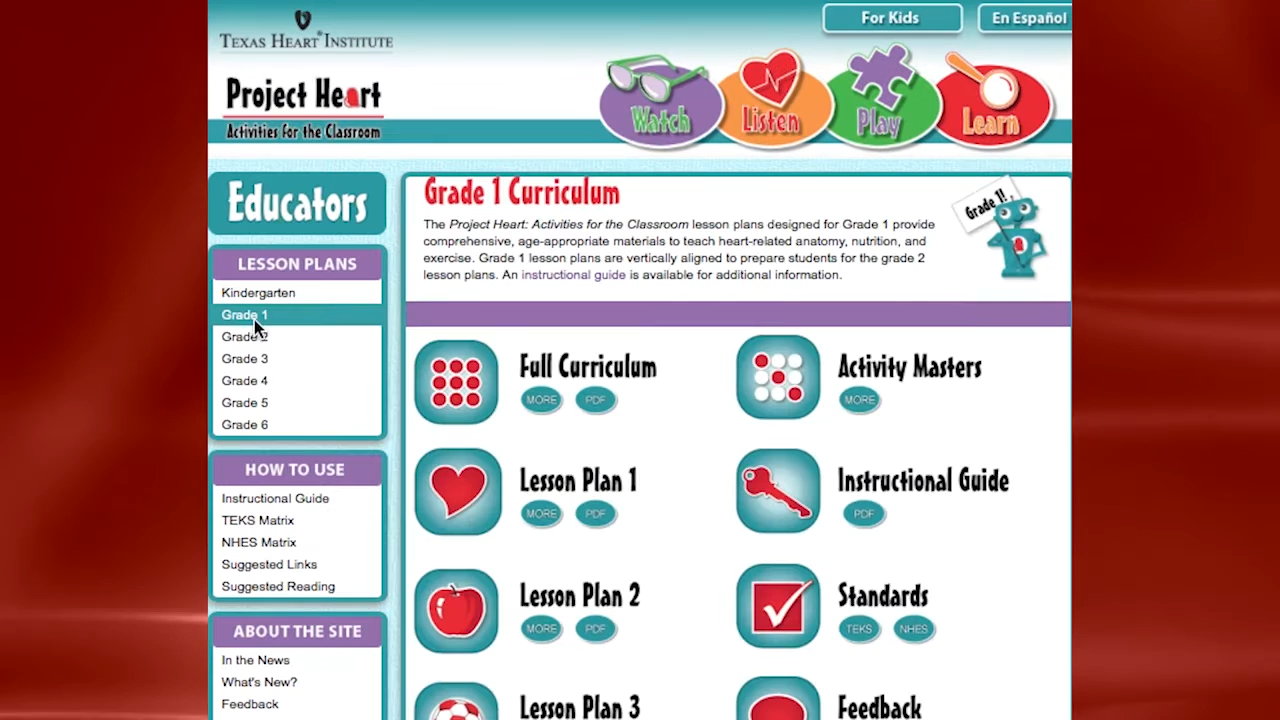 For Kids
En Español
TEXAS HEART® INSTITUTE
Project Heart
Activities for the Classroom
Watch
Listen
Play
Learn
Educators
LESSON PLANS
Kindergarten
Grade 1
Grade 2
Grade 3
Grade 4
Grade 5
Grade 6
HOW TO USE
Instructional Guide
TEKS Matrix
NHES Matrix
Suggested Links
Suggested Reading
ABOUT THE SITE
In the News
What's New?
Feedback
Grade 1 Curriculum
Grade 1!
The Project Heart: Activities for the Classroom lesson plans designed for Grade 1 provide
comprehensive, age-appropriate materials to teach heart-related anatomy, nutrition, and
exercise. Grade 1 lesson plans are vertically aligned to prepare students for the grade 2
lesson plans. An instructional guide is available for additional information.
Full Curriculum
MORE PDF
Activity Masters
MORE
Lesson Plan 1
MORE PDF
Instructional Guide
PDF
Lesson Plan 2
MORE PDF
Standards
TEKS NHES
Lesson Plan 3
Feedback